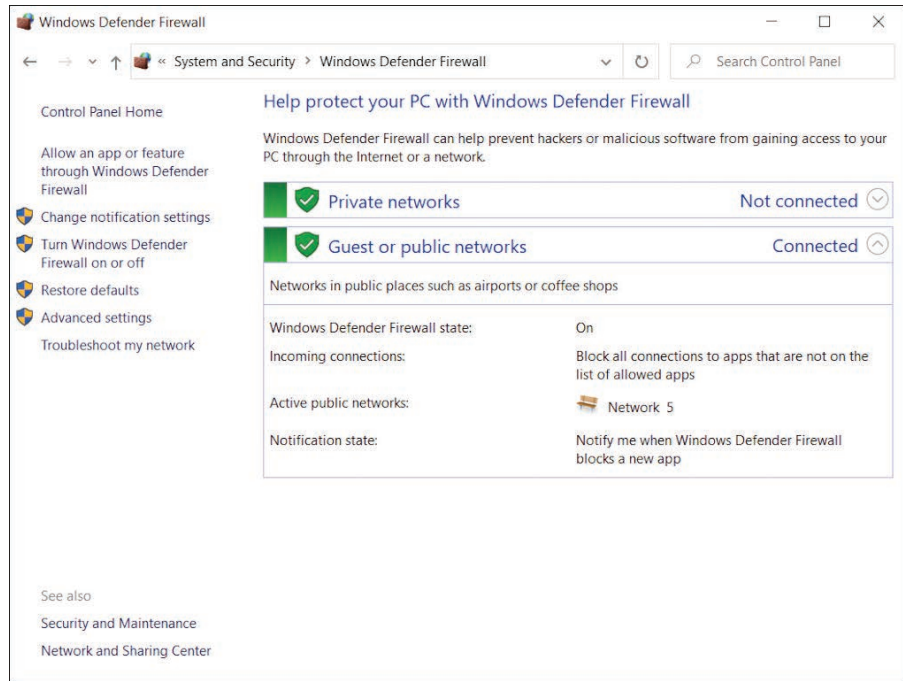 Windows Defender Firewall
« System and Security > Windows Defender Firewall
Search Control Panel
Control Panel Home
Allow an app or feature
through Windows Defender
Firewall
Change notification settings
Turn Windows Defender
Firewall on or off
Restore defaults
Advanced settings
Troubleshoot my network
Help protect your PC with Windows Defender Firewall
Windows Defender Firewall can help prevent hackers or malicious software from gaining access to your
PC through the Internet or a network.
Private networks Not connected
Guest or public networks Connected
Networks in public places such as airports or coffee shops
Windows Defender Firewall state: On
Incoming connections: Block all connections to apps that are not on the
list of allowed apps
Active public networks: Network 5
Notification state: Notify me when Windows Defender Firewall
blocks a new app
See also
Security and Maintenance
Network and Sharing Center